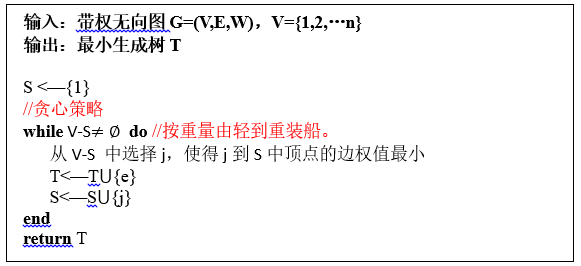 输入：带权无向图 G=(V,E,W)，V={1,2,…n}
输出：最小生成树 T
S <—{1}
//贪心策略
while V-S≠ Ø do //按重量由轻到重装船。
从 V-S 中选择 j，使得 j 到 S 中顶点的边权值最小
T<—T∪{e}
S<—S∪{j}
end
return T